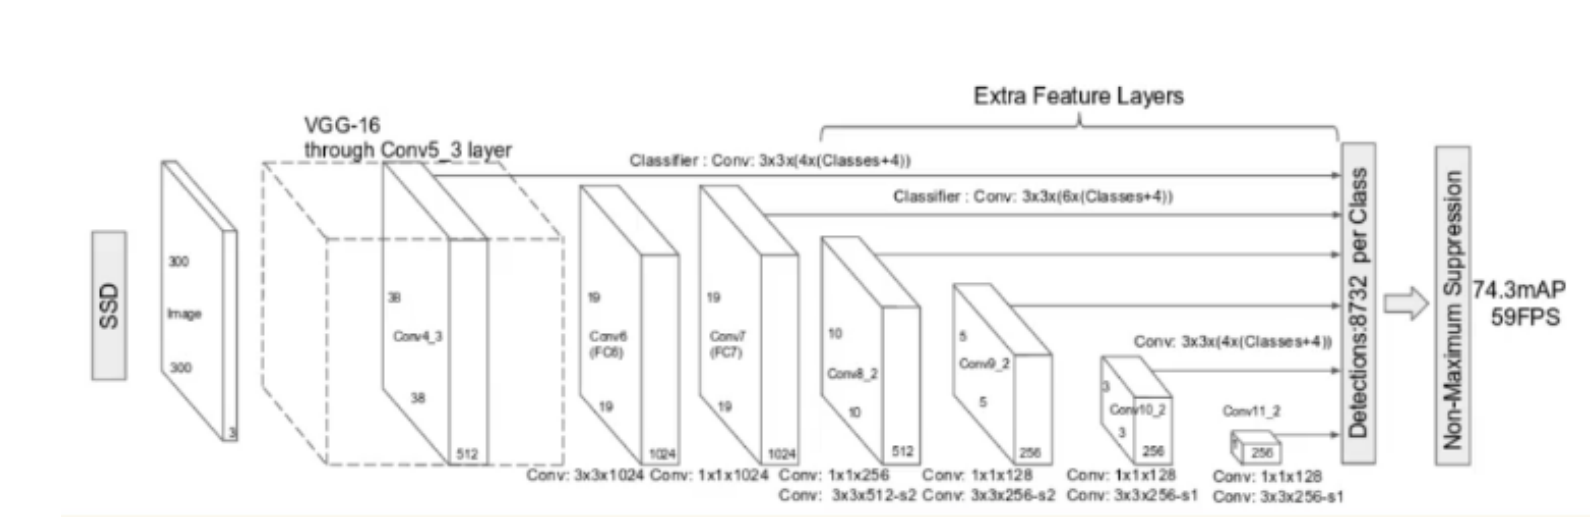 Extra Feature Layers
VGG-16
through Conv5_3 layer
Classifier : Conv: 3x3x(4x(Classes+4))
Classifier : Conv: 3x3x(6x(Classes+4))
SSD
300
Image
300
3
38
Conv4_3
38
512
19
Conv6
(FC6)
19
1024
19
Conv7
(FC7)
19
1024
10
Conv8_2
10
512
5
Conv9_2
5
256
Conv: 3x3x(4x(Classes+4))
3
Conv10_2
3
256
Conv11_2
256
Detections:8732 per Class
Non-Maximum Suppression
74.3mAP
59FPS
Conv: 3x3x1024
Conv: 1x1x1024
Conv: 1x1x256
Conv: 3x3x512-s2
Conv: 1x1x128
Conv: 3x3x256-s2
Conv: 1x1x128
Conv: 3x3x256-s1
Conv: 1x1x128
Conv: 3x3x256-s1